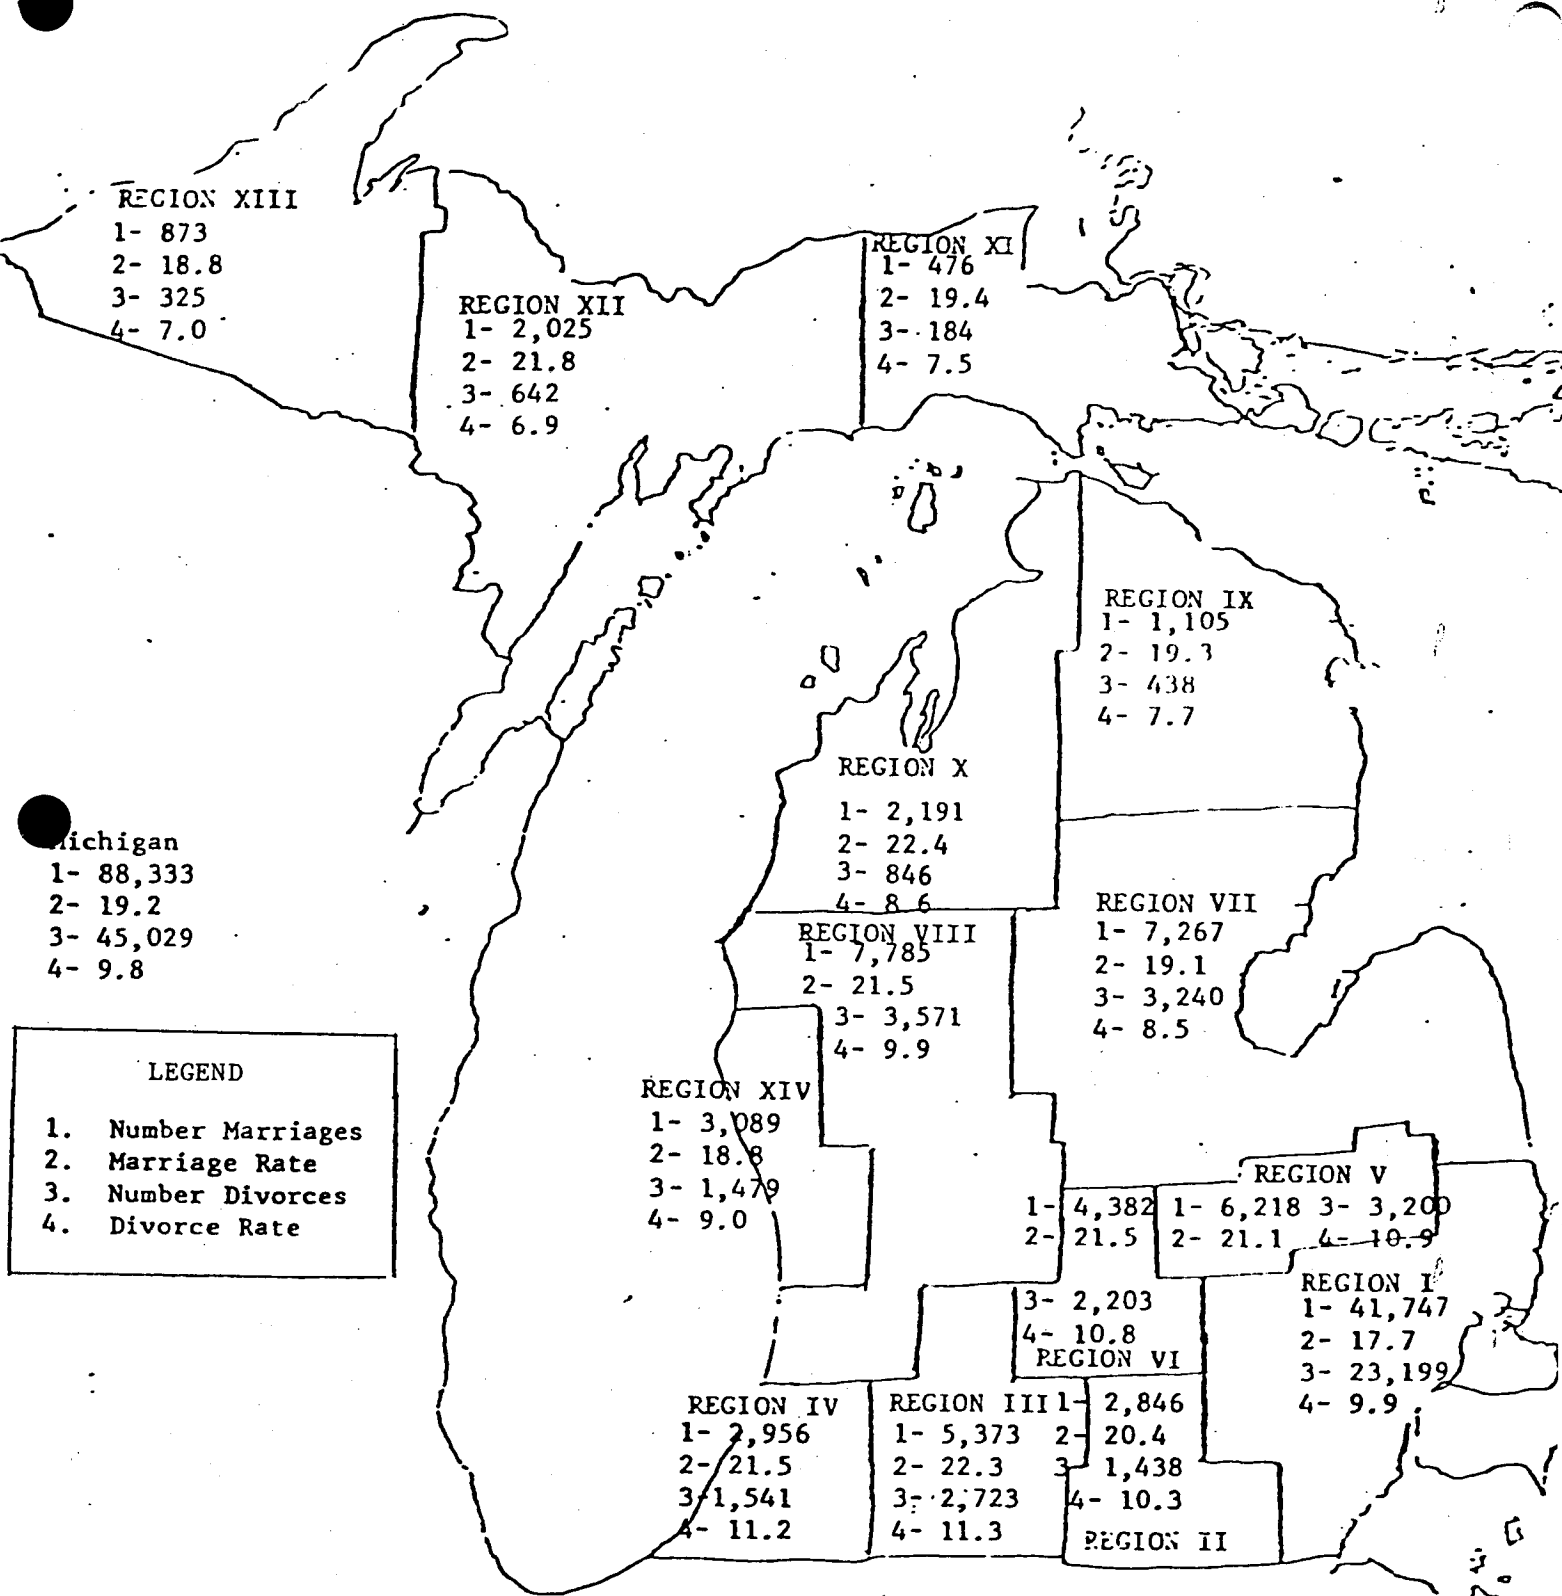 REGION XIII
1- 873
2- 18.8
3- 325
4- 7.0
REGION XII
1- 2,025
2- 21.8
3- 642
4- 6.9
REGION XI
1- 476
2- 19.4
3- 184
4- 7.5
REGION IX
1- 1,105
2- 19.3
3- 438
4- 7.7
REGION X
1- 2,191
2- 22.4
3- 846
4- 8.6
ichigan
1- 88,333
2- 19.2
3- 45,029
4- 9.8
REGION VII
1- 7,267
2- 19.1
3- 3,240
4- 8.5
REGION VIII
1- 7,785
2- 21.5
3- 3,571
4- 9.9
LEGEND
1. Number Marriages
2. Marriage Rate
3. Number Divorces
4. Divorce Rate
REGION XIV
1- 3,089
2- 18.8
3- 1,479
4- 9.0
REGION V
1- 6,218 3- 3,200
2- 21.1 4- 10.9
1- 4,382
2- 21.5
3- 2,203
4- 10.8
REGION VI
REGION I
1- 41,747
2- 17.7
3- 23,199
4- 9.9
REGION IV
1- 2,956
2- 21.5
3-1,541
4- 11.2
REGION III
1- 5,373
2- 22.3
3- 2,723
4- 11.3
1- 2,846
2- 20.4
3 1,438
4- 10.3
REGION II